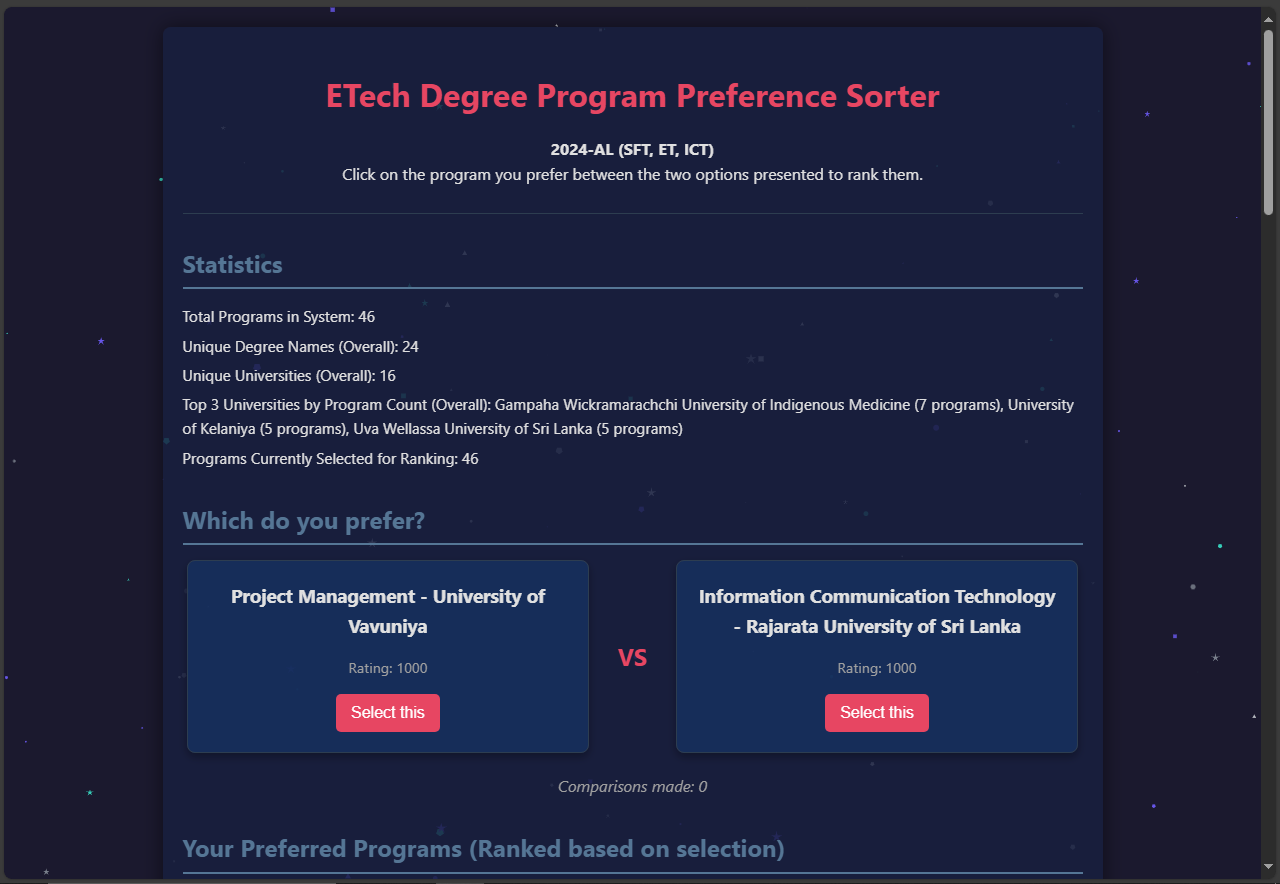 ETech Degree Program Preference Sorter
2024-AL (SFT, ET, ICT)
Click on the program you prefer between the two options presented to rank them.
Statistics
Total Programs in System: 46
Unique Degree Names (Overall): 24
Unique Universities (Overall): 16
Top 3 Universities by Program Count (Overall): Gampaha Wickramarachchi University of Indigenous Medicine (7 programs), University
of Kelaniya (5 programs), Uva Wellassa University of Sri Lanka (5 programs)
Programs Currently Selected for Ranking: 46
Which do you prefer?
Project Management - University of
Vavuniya
Rating: 1000
Select this
VS
Information Communication Technology
- Rajarata University of Sri Lanka
Rating: 1000
Select this
Comparisons made: 0
Your Preferred Programs (Ranked based on selection)